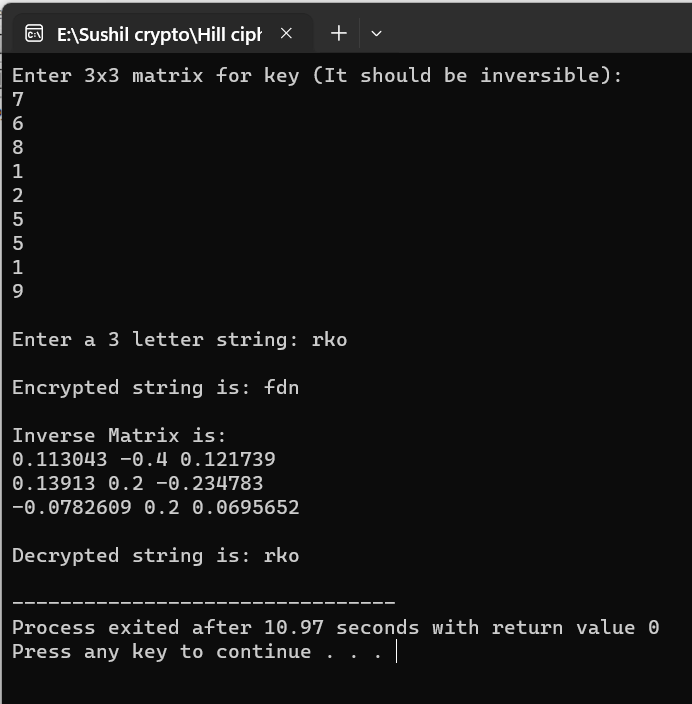 E:\Sushil crypto\Hill ciph
Enter 3x3 matrix for key (It should be inversible):
7
6
8
1
2
5
5
1
9
Enter a 3 letter string: rko
Encrypted string is: fdn
Inverse Matrix is:
0.113043 -0.4 0.121739
0.13913 0.2 -0.234783
-0.0782609 0.2 0.0695652
Decrypted string is: rko
--------------------------------
Process exited after 10.97 seconds with return value 0
Press any key to continue . . .